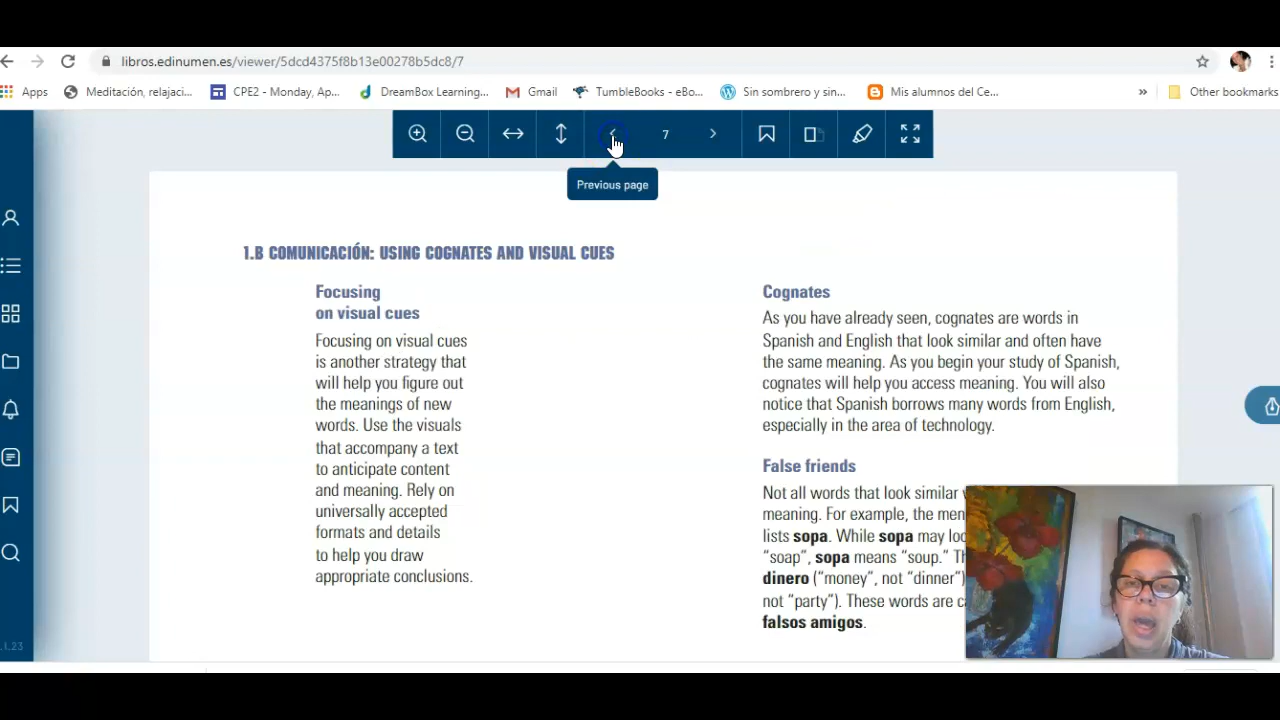 libros.edinumen.es/viewer/5dcd4375f8b13e00278b5dc8/7
Apps
Meditación, relajaci...
CPE2 - Monday, Ap...
DreamBox Learning...
Gmail
TumbleBooks - eBo...
Sin sombrero y sin...
Mis alumnos del Ce...
»
Other bookmarks
7
Previous page
1.B COMUNICACIÓN: USING COGNATES AND VISUAL CUES
Focusing
on visual cues
Focusing on visual cues
is another strategy that
will help you figure out
the meanings of new
words. Use the visuals
that accompany a text
to anticipate content
and meaning. Rely on
universally accepted
formats and details
to help you draw
appropriate conclusions.
Cognates
As you have already seen, cognates are words in
Spanish and English that look similar and often have
the same meaning. As you begin your study of Spanish,
cognates will help you access meaning. You will also
notice that Spanish borrows many words from English,
especially in the area of technology.
False friends
Not all words that look similar
meaning. For example, the
lists sopa. While sopa may
"soap", sopa means "soup."
dinero ("money", not "dinner")
not "party"). These words are
falsos amigos.
.1.23